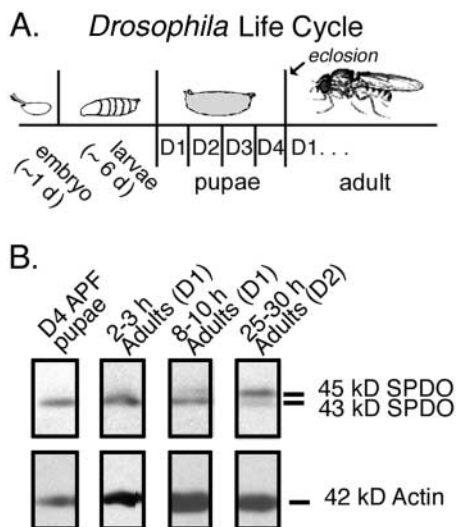 A. Drosophila Life Cycle
eclosion
embryo
(~1 d)
larvae
(~6 d)
D1 D2 D3 D4 D1 . . .
pupae adult
B.
D4 APF
pupae
2-3 h
Adults (D1)
8-10 h
Adults (D1)
25-30 h
Adults (D2)
45 kD SPDO
43 kD SPDO
42 kD Actin